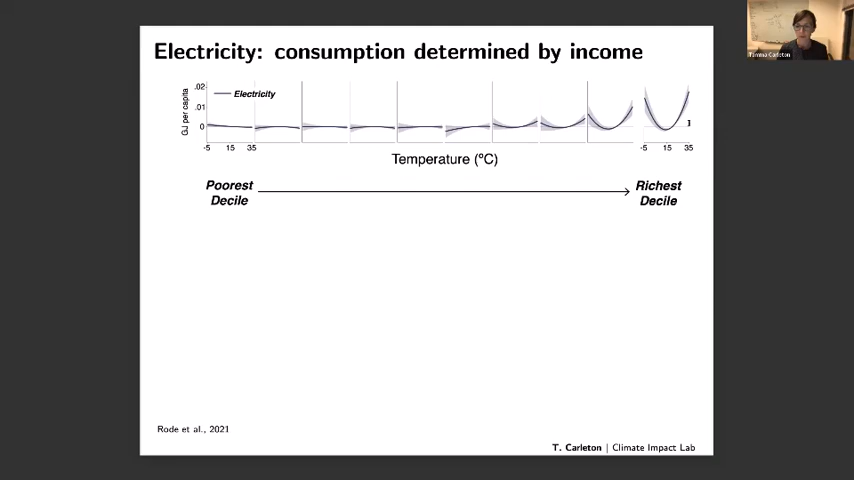 Tamma Carleton
Electricity: consumption determined by income
.02
.01
0
GJ per capita
Electricity
-5 15 35
-5 15 35
Temperature (ºC)
Poorest
Decile
Richest
Decile
Rode et al., 2021
T. Carleton | Climate Impact Lab